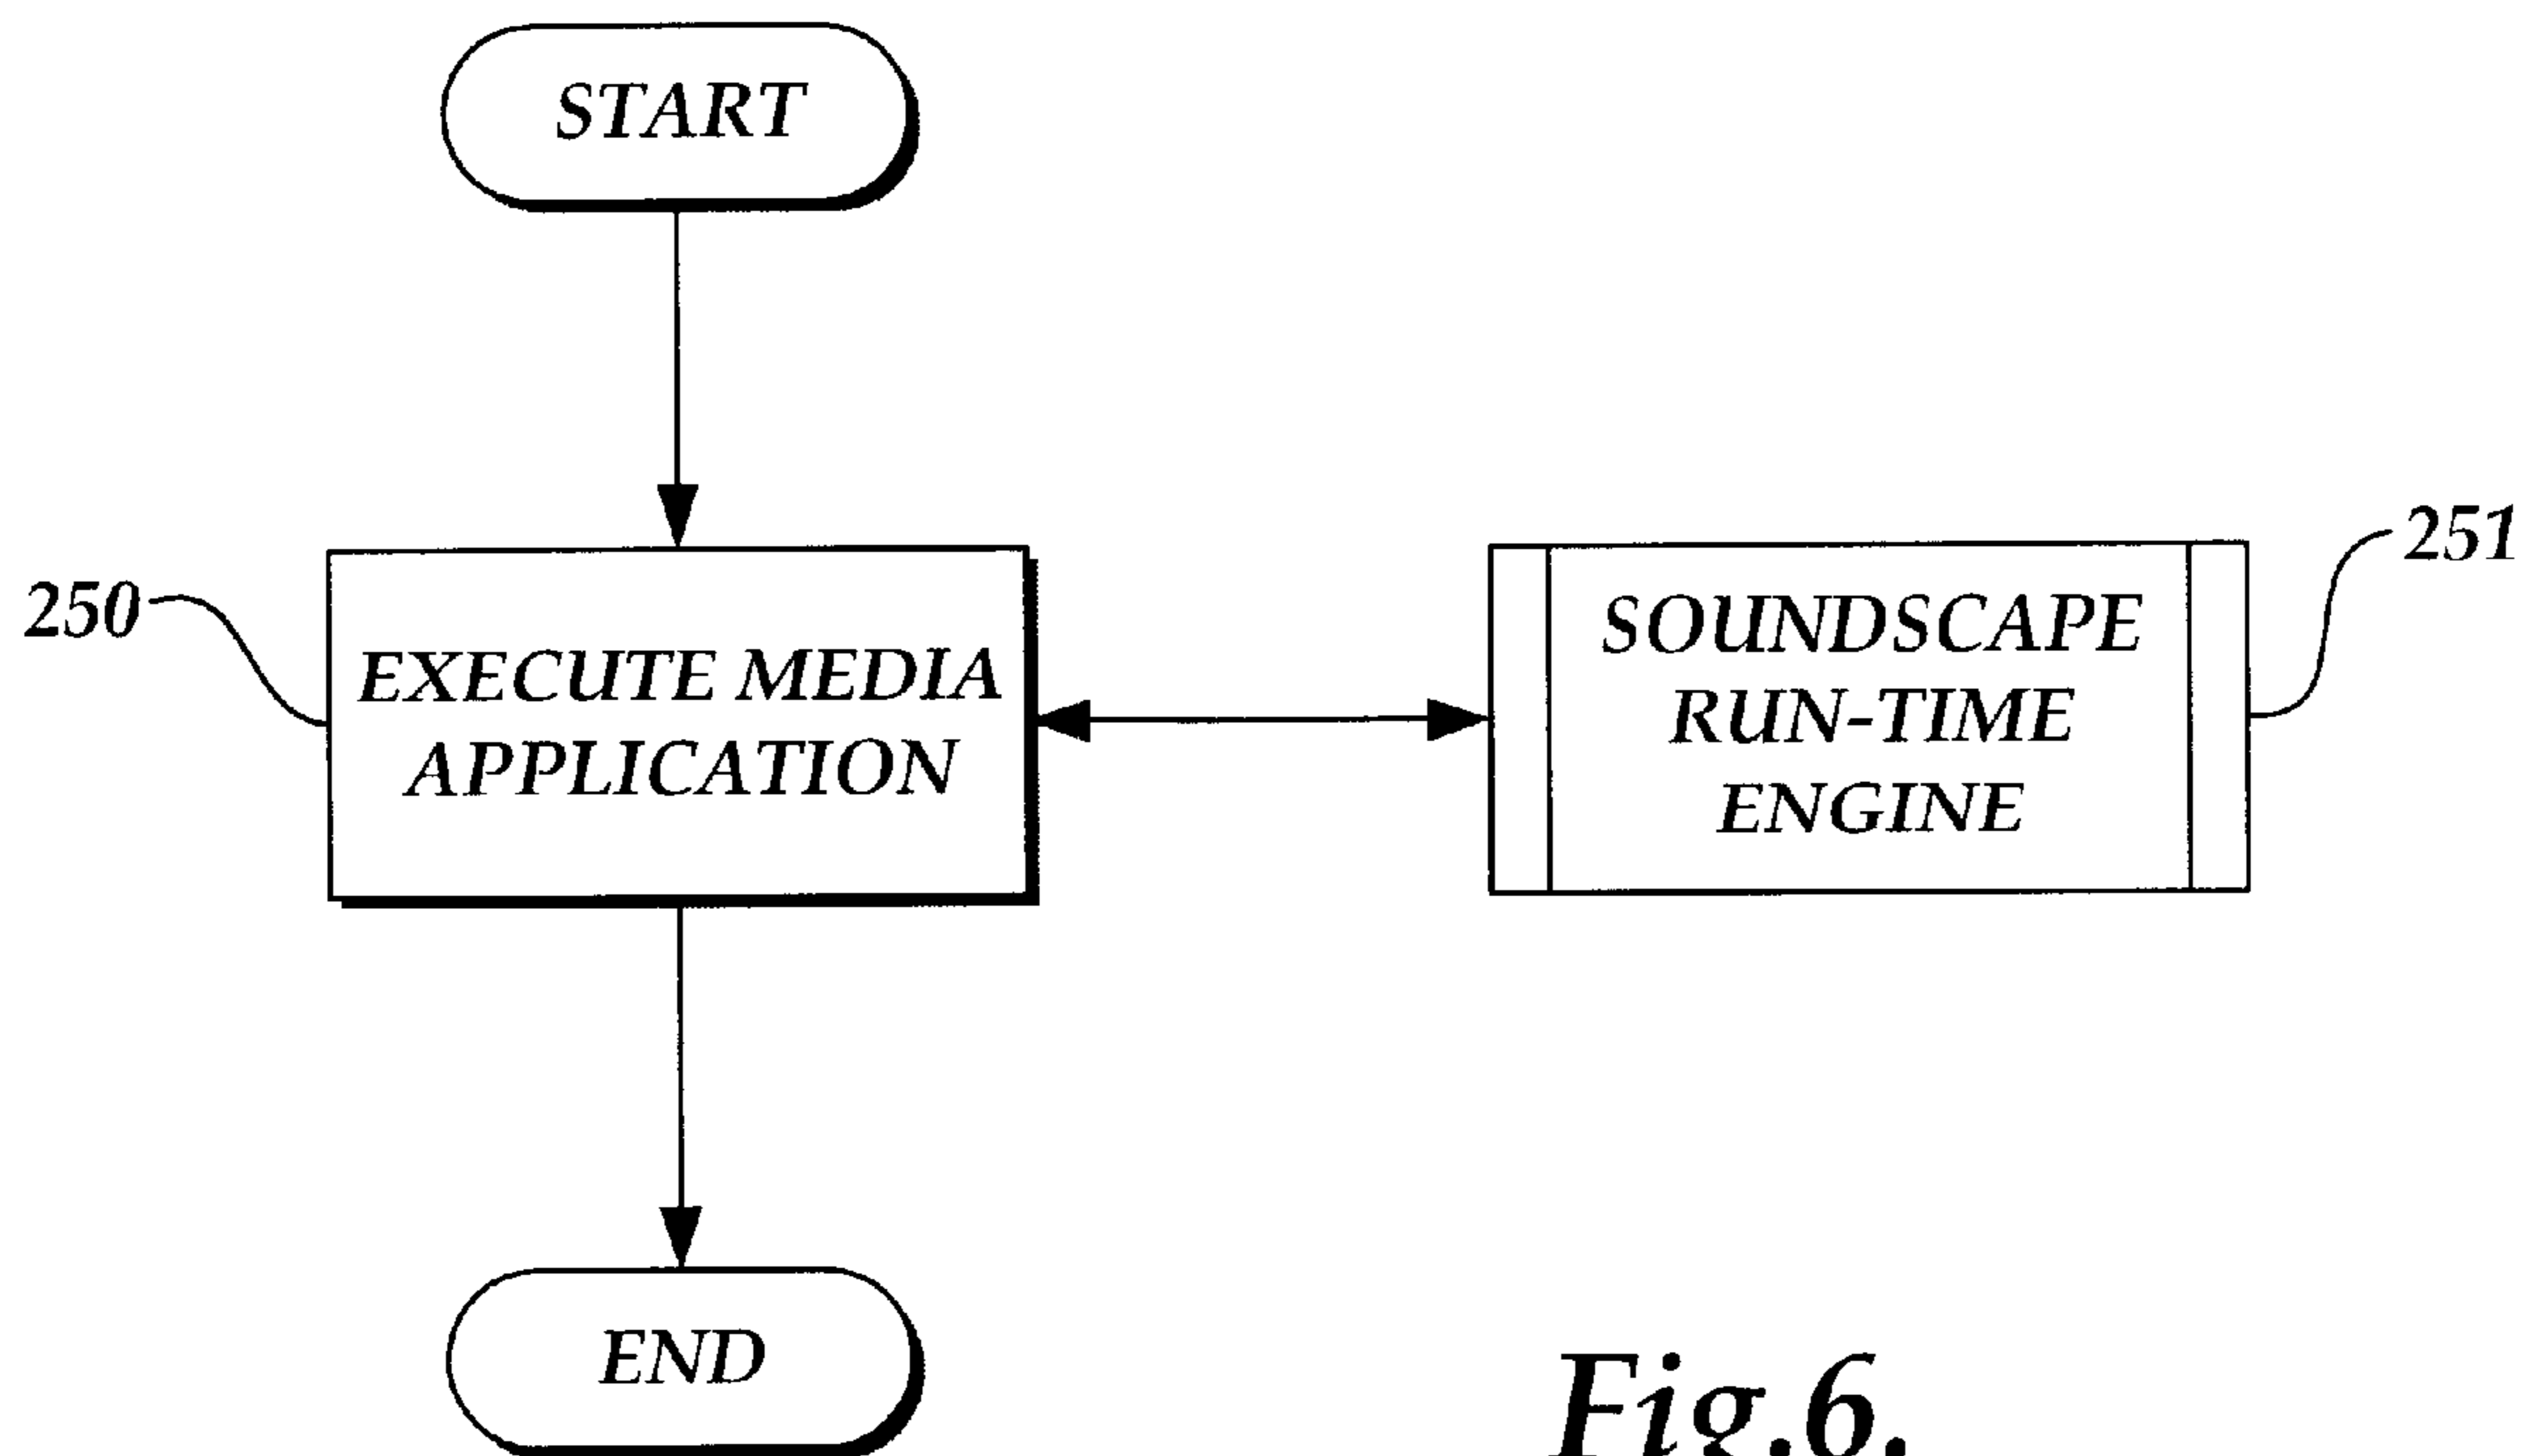 START
250
EXECUTE MEDIA
APPLICATION
SOUNDSCAPE
RUN-TIME
ENGINE
251
END
Fig.6.